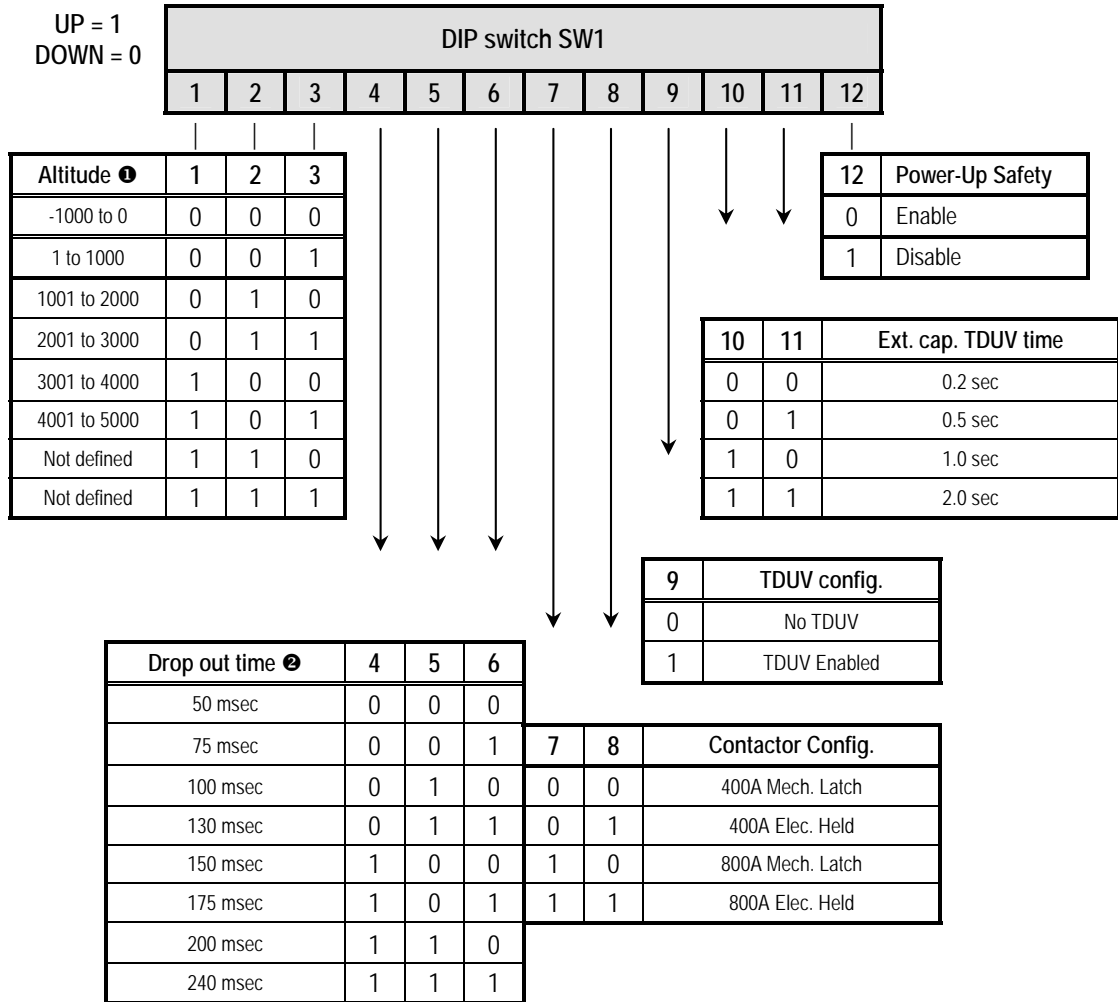 UP = 1
DOWN = 0
DIP switch SW1
1 2 3 4 5 6 7 8 9 10 11 12
Altitude ❶ 1 2 3
-1000 to 0 0 0 0
1 to 1000 0 0 1
1001 to 2000 0 1 0
2001 to 3000 0 1 1
3001 to 4000 1 0 0
4001 to 5000 1 0 1
Not defined 1 1 0
Not defined 1 1 1
12 Power-Up Safety
0 Enable
1 Disable
10 11 Ext. cap. TDUV time
0 0 0.2 sec
0 1 0.5 sec
1 0 1.0 sec
1 1 2.0 sec
9 TDUV config.
0 No TDUV
1 TDUV Enabled
Drop out time ❷ 4 5 6
50 msec 0 0 0
75 msec 0 0 1
100 msec 0 1 0
130 msec 0 1 1
150 msec 1 0 0
175 msec 1 0 1
200 msec 1 1 0
240 msec 1 1 1
7 8 Contactor Config.
0 0 400A Mech. Latch
0 1 400A Elec. Held
1 0 800A Mech. Latch
1 1 800A Elec. Held